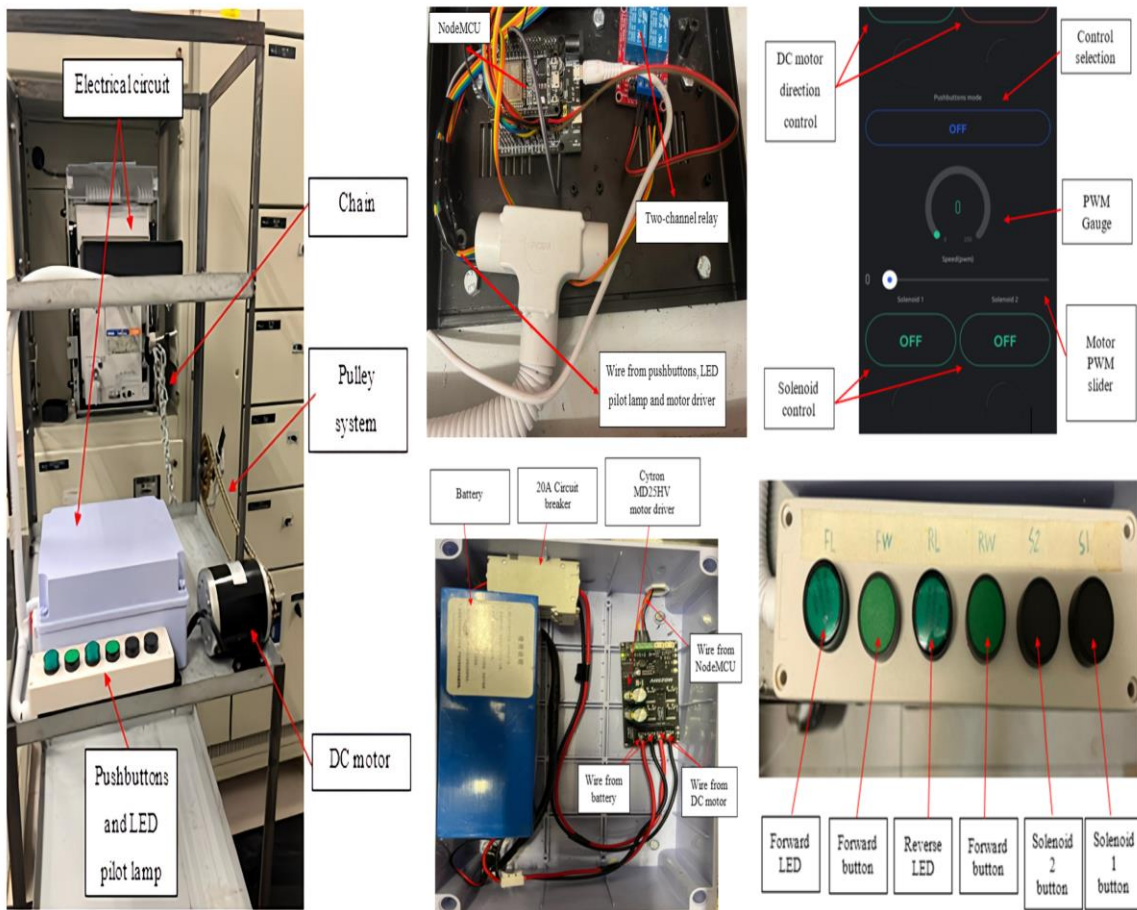 Electrical circuit
Chain
Pulley
system
DC motor
Pushbuttons
and LED
pilot lamp
NodeMCU
Two-channel relay
Wire from pushbuttons, LED
pilot lamp and motor driver
DC motor
direction
control
Control
selection
Pushbuttons mode
OFF
0
PWM
Gauge
0
Speed(pwm)
Solenoid 1
Solenoid 2
OFF
OFF
Solenoid
control
Motor
PWM
slider
Battery
20A Circuit
breaker
Cytron
MD25HV
motor driver
Wire from
NodeMCU
Wire from
battery
Wire from
DC motor
FL
FW
RL
RW
S2
S1
Forward
LED
Forward
button
Reverse
LED
Forward
button
Solenoid
2
button
Solenoid
1
button